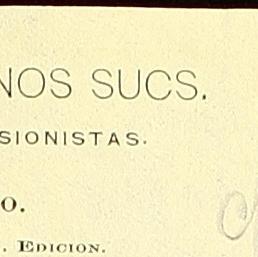 NOS SUCS.
SIONISTAS.
O.
. EDICION.